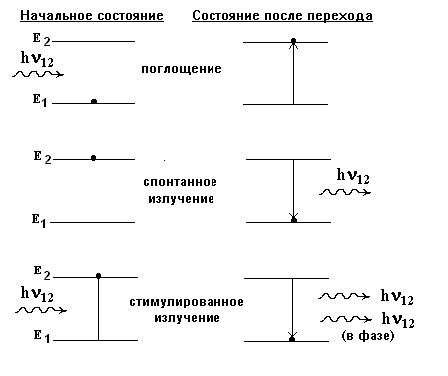 Начальное состояние Состояние после перехода
E2
hν12
поглощение
E1
E2
hν12
спонтанное
излучение
E1
E2
hν12
hν12
стимулированное
hν12
излучение
E1
(в фазе)